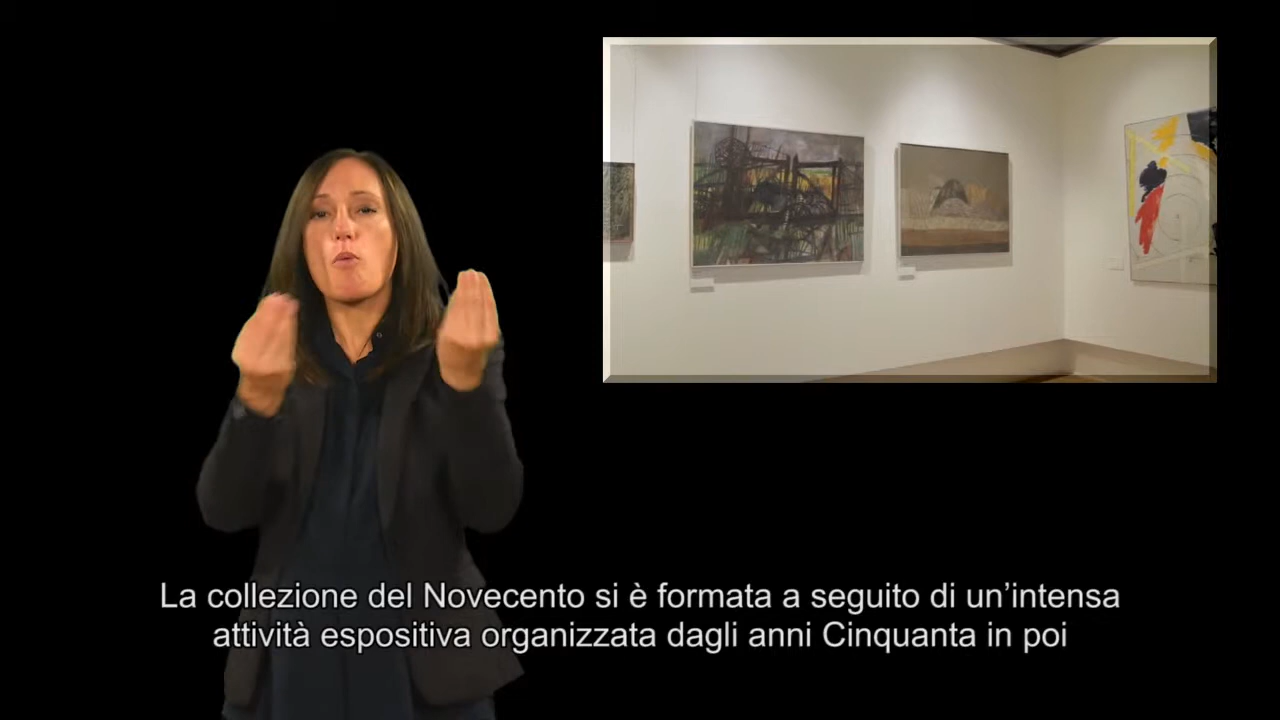 La collezione del Novecento si è formata a seguito di un’intensa
attività espositiva organizzata dagli anni Cinquanta in poi